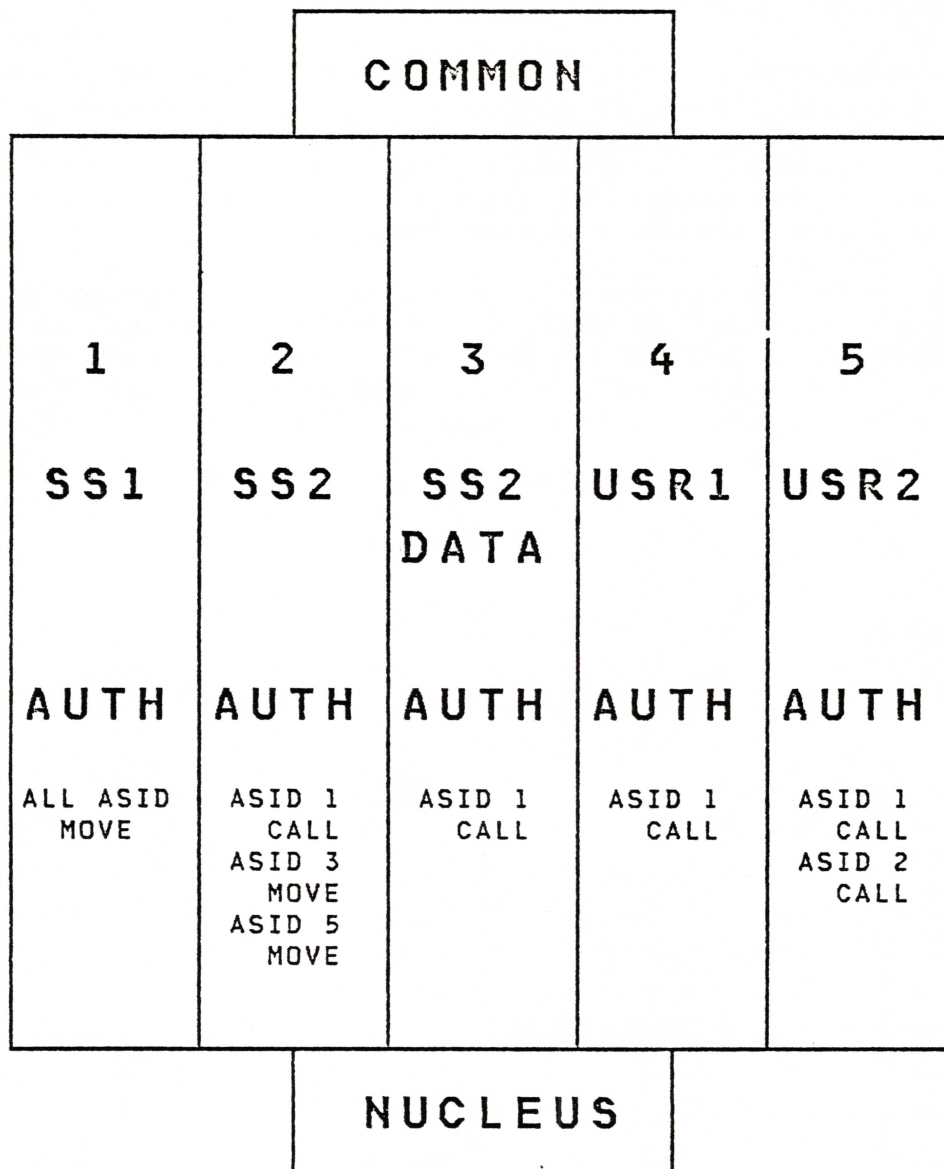 COMMON
1 2 3 4 5
SS1 SS2 SS2 USR1 USR2
DATA
AUTH AUTH AUTH AUTH AUTH
ALL ASID ASID 1 ASID 1 ASID 1 ASID 1
MOVE CALL CALL CALL CALL
ASID 3 ASID 2
MOVE CALL
ASID 5
MOVE
NUCLEUS